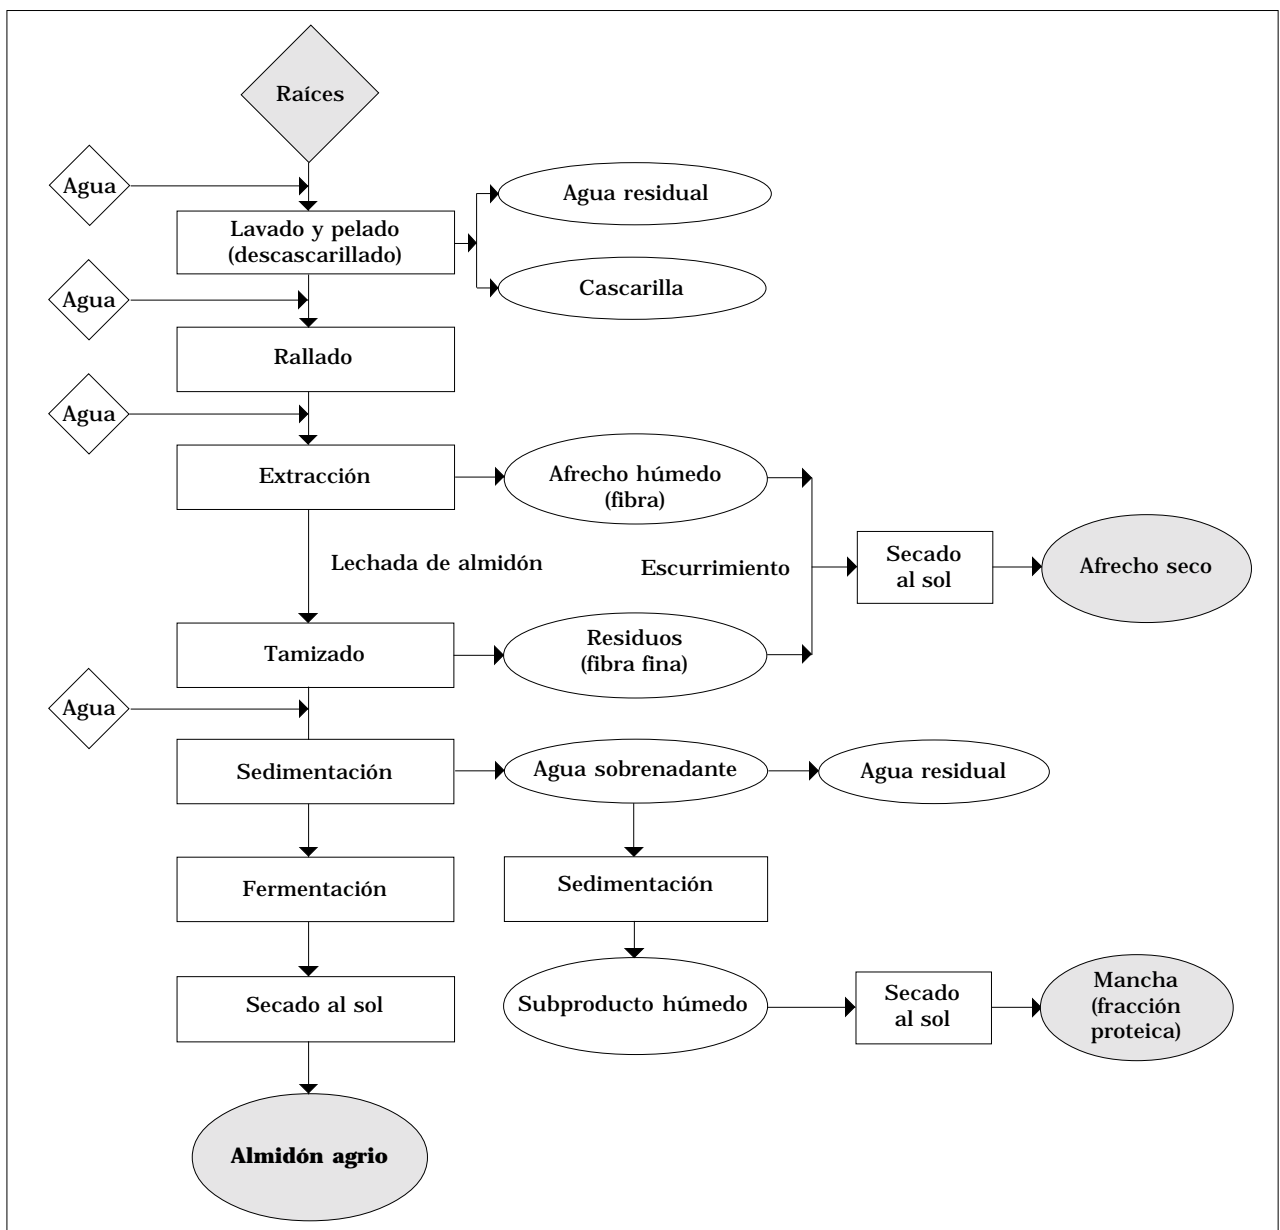 Raíces
Agua
Agua residual
Lavado y pelado
(descascarillado)
Cascarilla
Agua
Rallado
Agua
Extracción
Afrecho húmedo
(fibra)
Lechada de almidón
Escurrimiento
Secado
al sol
Afrecho seco
Tamizado
Residuos
(fibra fina)
Agua
Sedimentación
Agua sobrenadante
Agua residual
Fermentación
Sedimentación
Secado al sol
Subproducto húmedo
Secado
al sol
Mancha
(fracción
proteica)
Almidón agrio